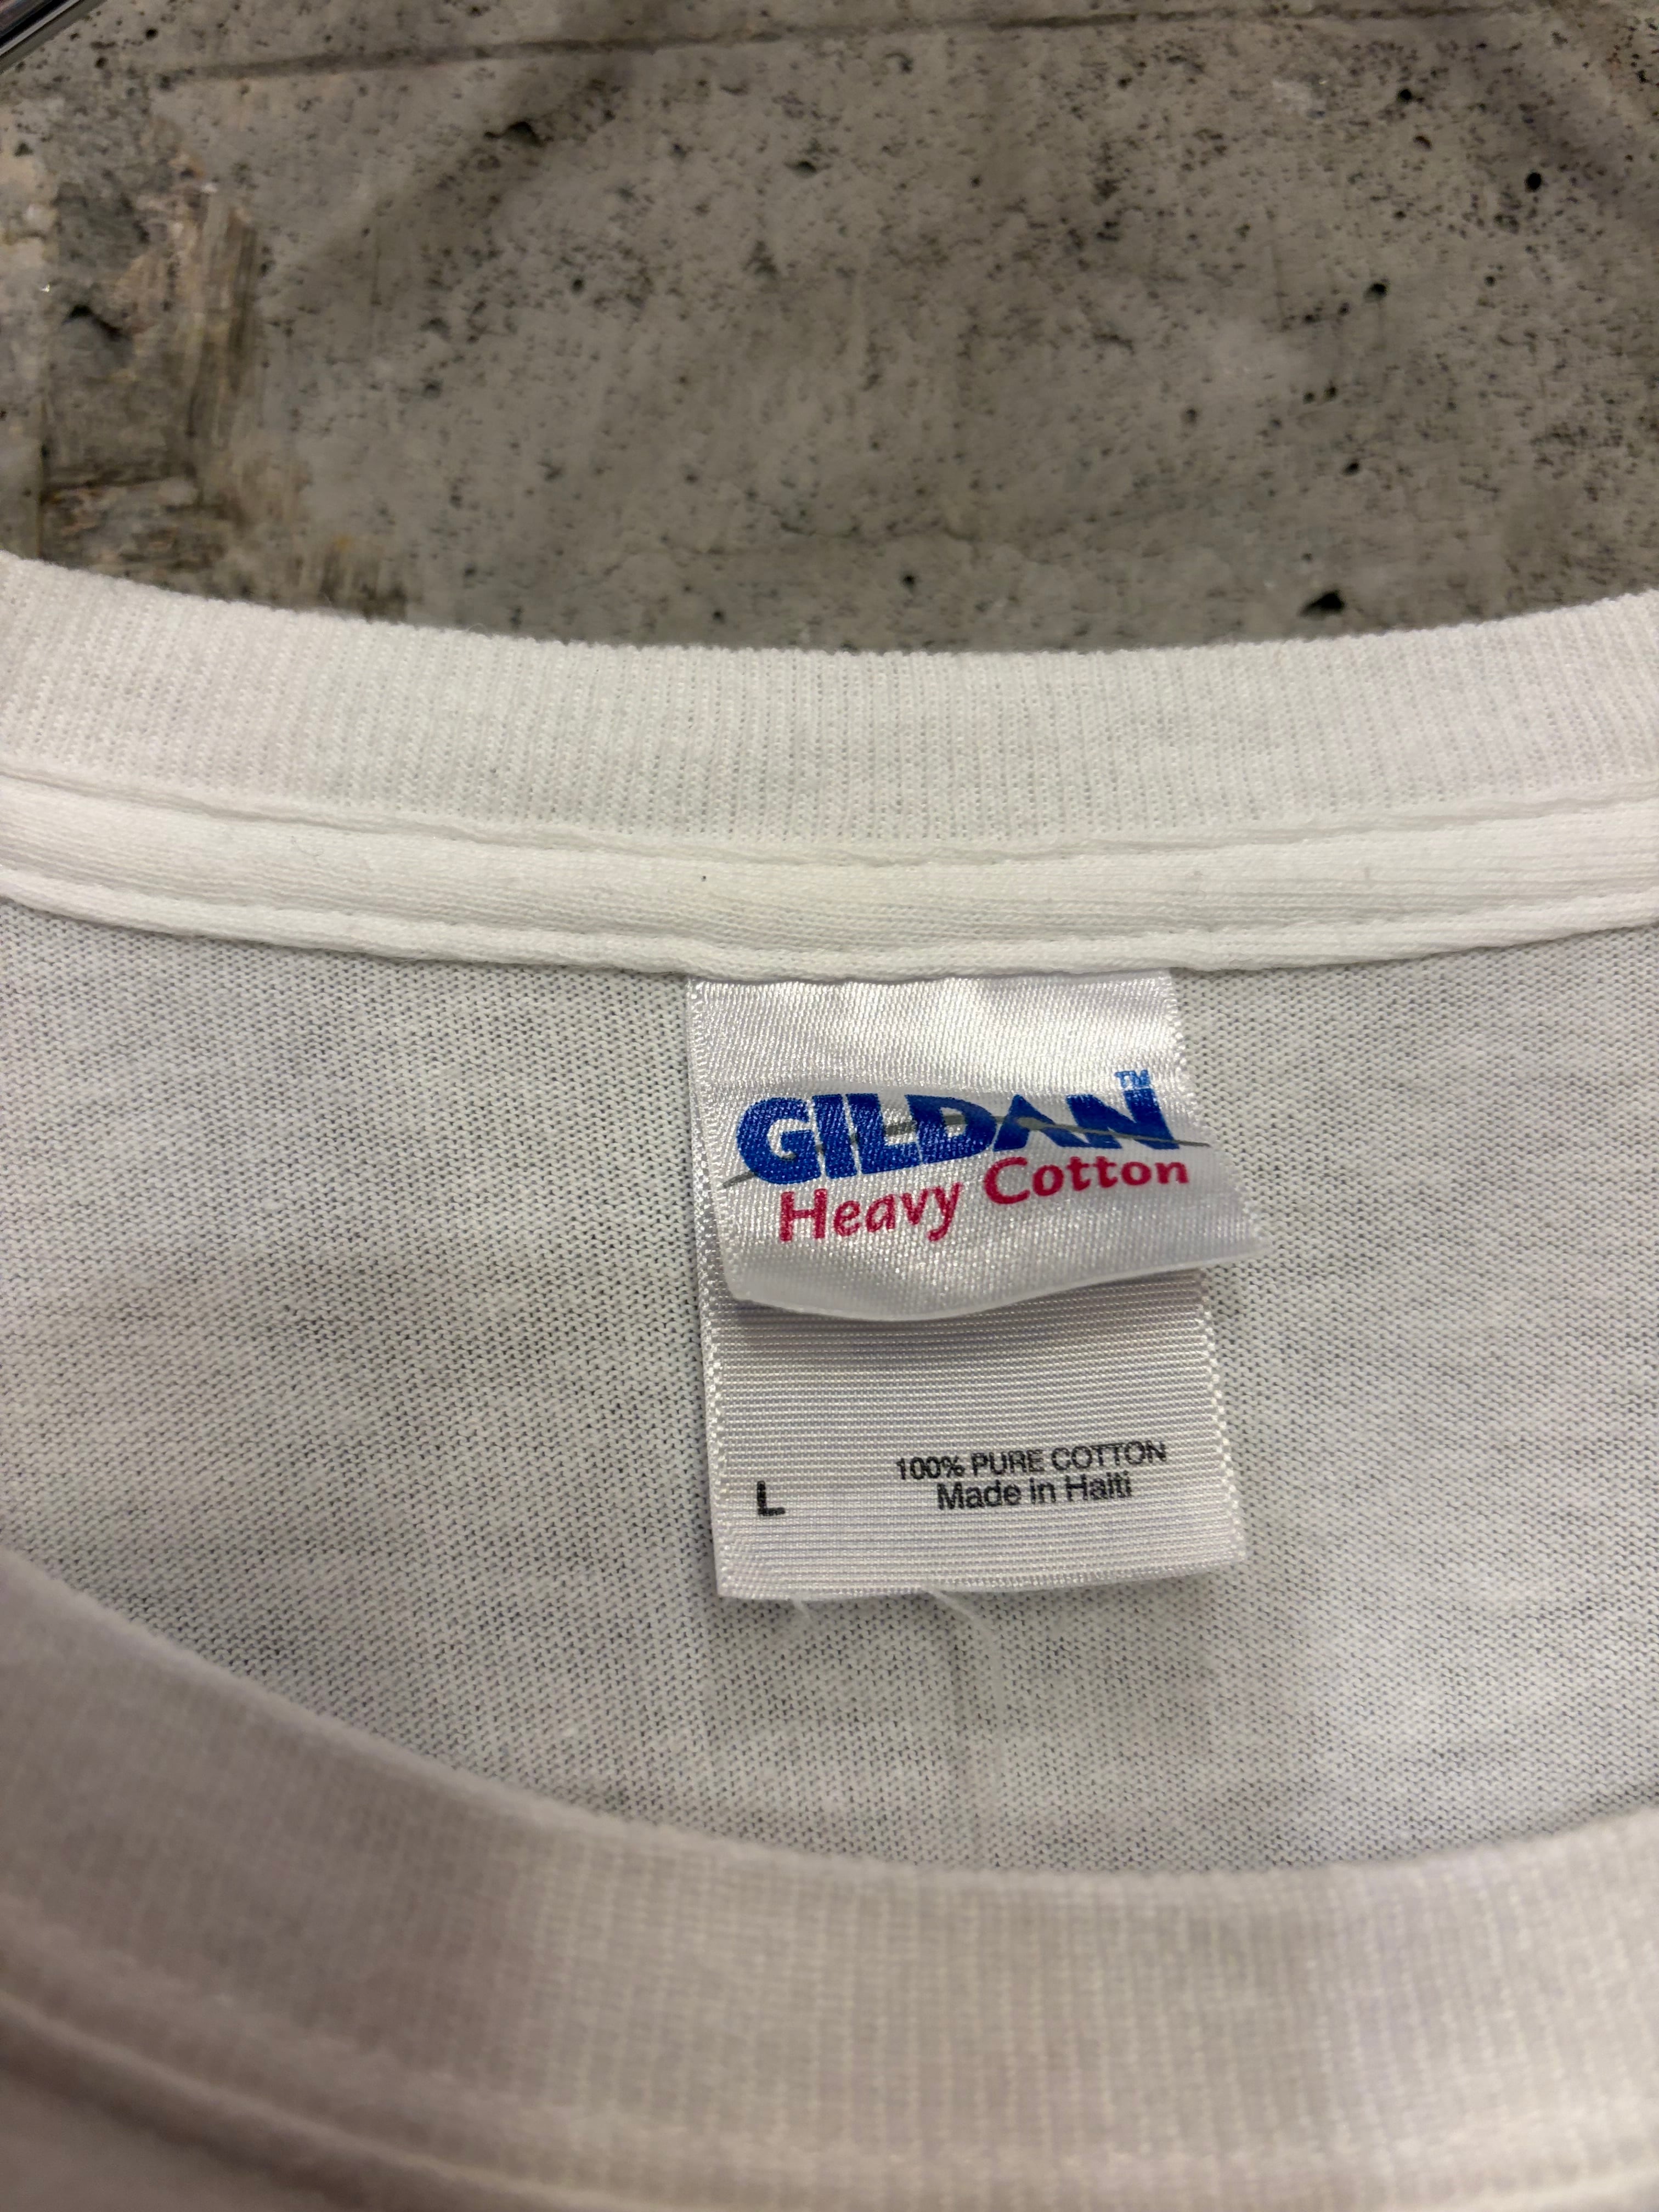 GILDAN™
Heavy Cotton
100% PURE COTTON
L Made in Haiti